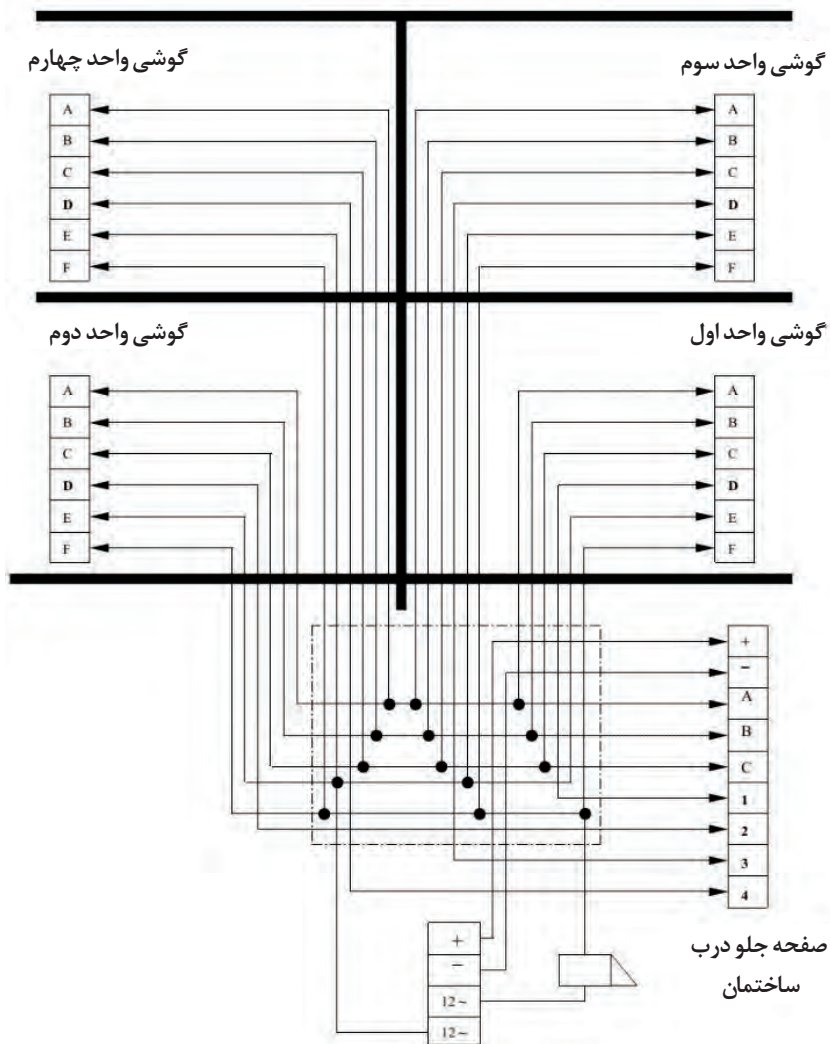 گوشی واحد سوم
A
B
C
D
E
F
گوشی واحد چهارم
A
B
C
D
E
F
گوشی واحد اول
A
B
C
D
E
F
گوشی واحد دوم
A
B
C
D
E
F
+
−
A
B
C
1
2
3
4
صفحه جلو درب
ساختمان
+
−
12~
12~